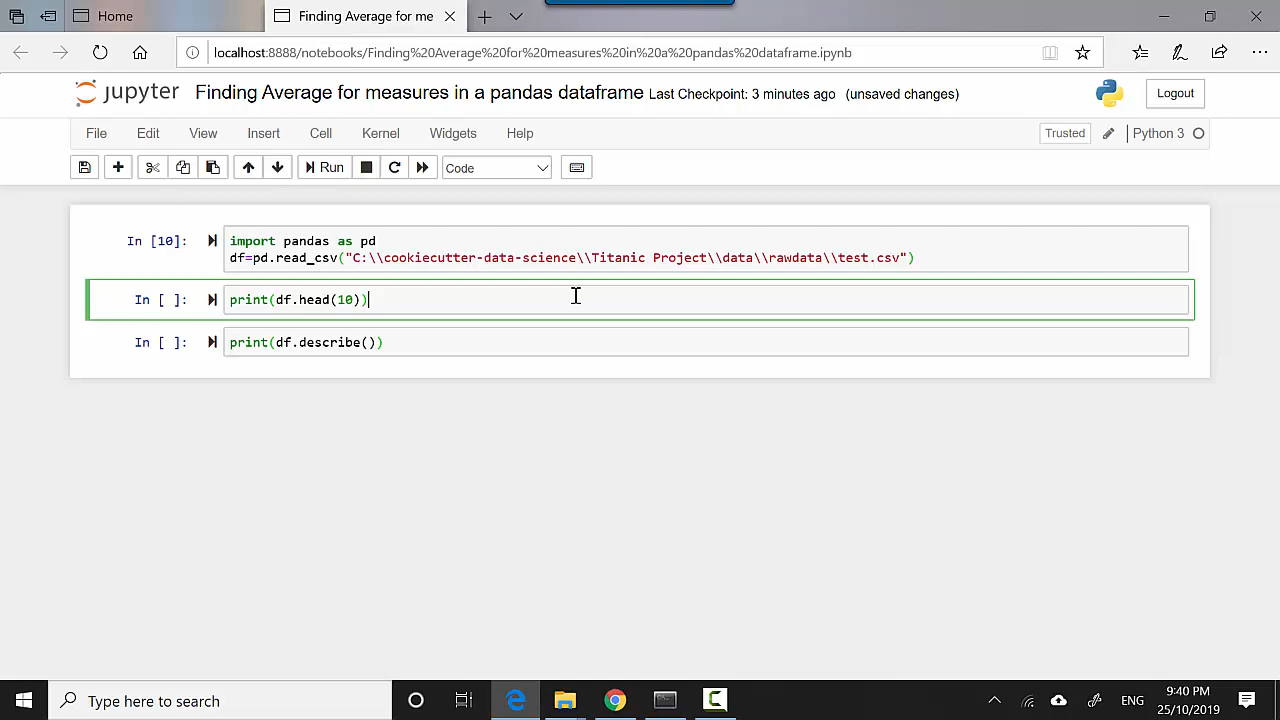 Home
Finding Average for me
localhost:8888/notebooks/Finding%20Average%20for%20measures%20in%20a%20pandas%20dataframe.ipynb
jupyter Finding Average for measures in a pandas dataframe Last Checkpoint: 3 minutes ago (unsaved changes)
Logout
File Edit View Insert Cell Kernel Widgets Help
Trusted
Python 3
Run
Code
In [10]: import pandas as pd
df=pd.read_csv("C:\\cookiecutter-data-science\\Titanic Project\\data\\rawdata\\test.csv")
In [ ]: print(df.head(10))
In [ ]: print(df.describe())
Type here to search
ENG
9:40 PM
25/10/2019